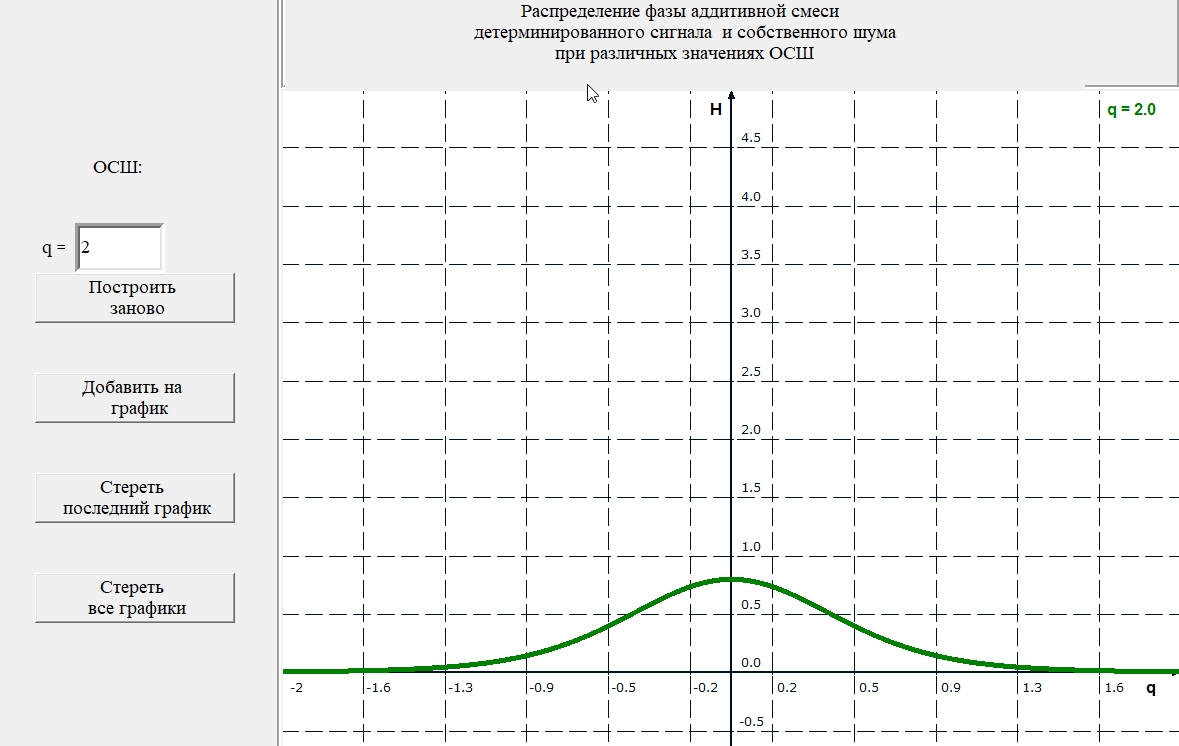 Распределение фазы аддитивной смеси
детерминированного сигнала и собственного шума
при различных значениях ОСШ
ОСШ:
q =
2
Построить
заново
Добавить на
график
Стереть
последний график
Стереть
все графики
H
q = 2.0
4.5
4.0
3.5
3.0
2.5
2.0
1.5
1.0
0.5
0.0
-2 -1.6 -1.3 -0.9 -0.5 -0.2 0.2 0.5 0.9 1.3 1.6 q
-0.5